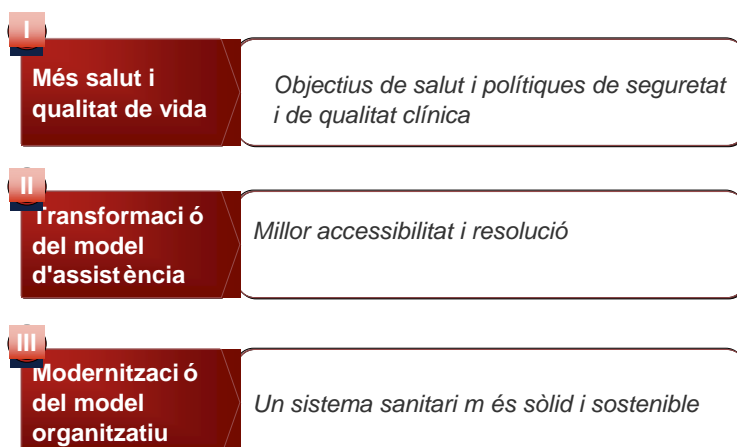 I
Més salut i
qualitat de vida
Objectius de salut i polítiques de seguretat
i de qualitat clínica
II
Transformaci ó
del model
d'assist ència
Millor accessibilitat i resolució
III
Modernitzaci ó
del model
organitzatiu
Un sistema sanitari m és sòlid i sostenible